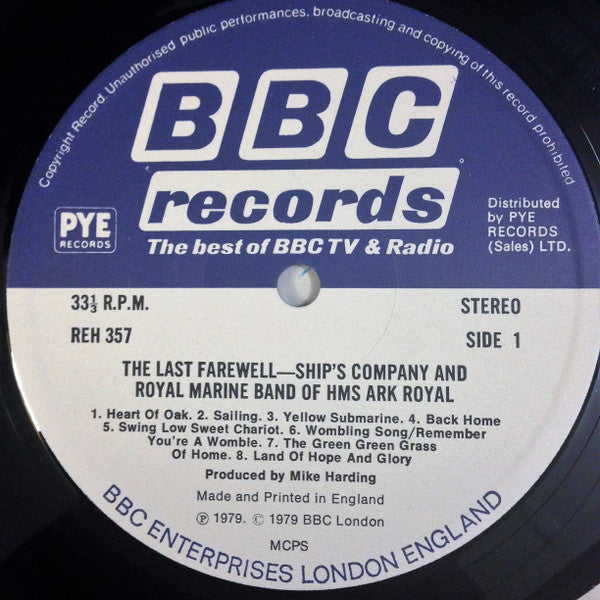 Copyright Record. Unauthorised public performances, broadcasting and copying of this record prohibited
BBC
records
The best of BBC TV & Radio
PYE
RECORDS
Distributed
by PYE
RECORDS
(Sales) LTD.
33⅓ R.P.M.
STEREO
REH 357
SIDE 1
THE LAST FAREWELL—SHIP'S COMPANY AND
ROYAL MARINE BAND OF HMS ARK ROYAL
1. Heart Of Oak. 2. Sailing. 3. Yellow Submarine. 4. Back Home
5. Swing Low Sweet Chariot. 6. Wombling Song/Remember
You're A Womble. 7. The Green Green Grass
Of Home. 8. Land Of Hope And Glory
Produced by Mike Harding
Made and Printed in England
Ⓟ 1979. © 1979 BBC London
MCPS
BBC ENTERPRISES LONDON ENGLAND